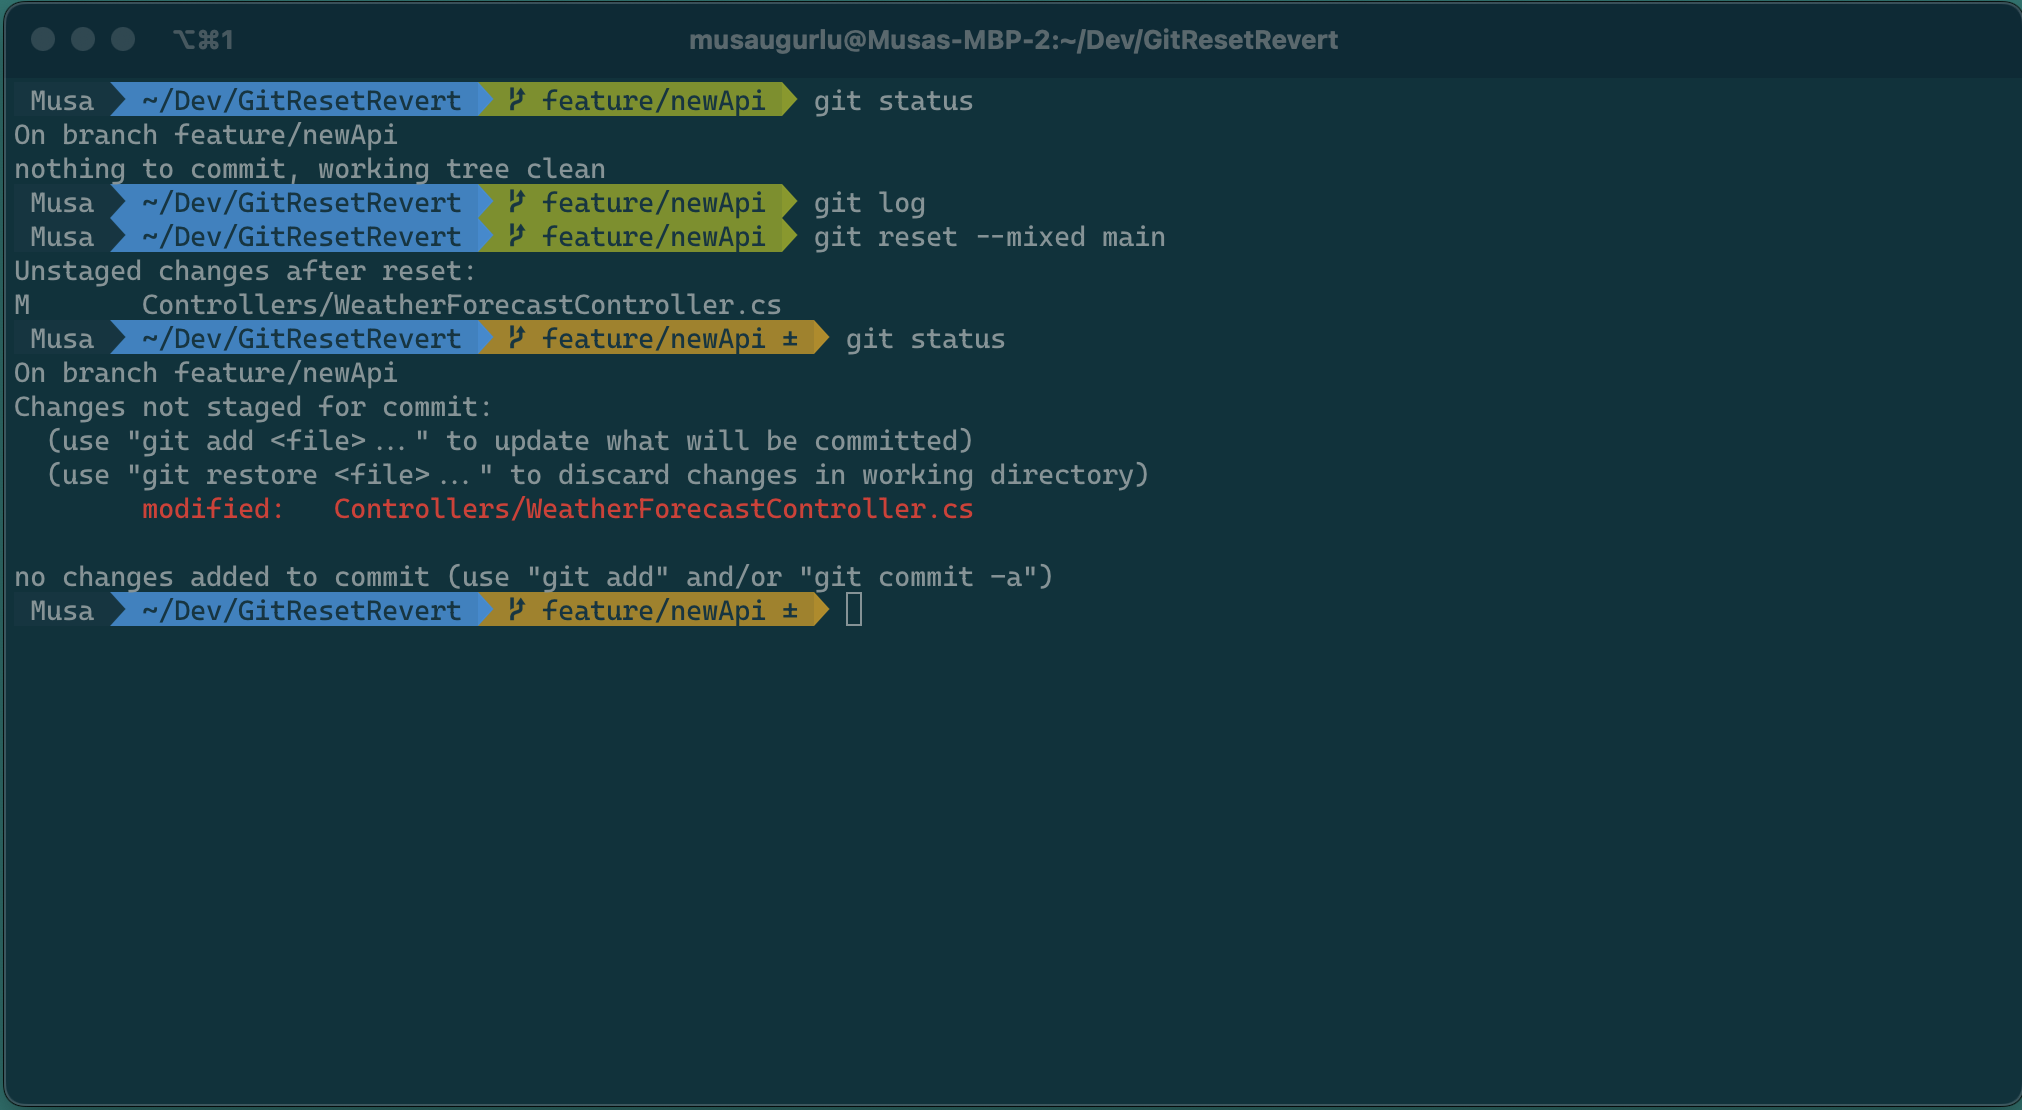 ⌥⌘1 musaugurlu@Musas-MBP-2:~/Dev/GitResetRevert
Musa ~/Dev/GitResetRevert feature/newApi git status
On branch feature/newApi
nothing to commit, working tree clean
Musa ~/Dev/GitResetRevert feature/newApi git log
Musa ~/Dev/GitResetRevert feature/newApi git reset --mixed main
Unstaged changes after reset:
M Controllers/WeatherForecastController.cs
Musa ~/Dev/GitResetRevert feature/newApi ± git status
On branch feature/newApi
Changes not staged for commit:
(use "git add <file>..." to update what will be committed)
(use "git restore <file>..." to discard changes in working directory)
modified: Controllers/WeatherForecastController.cs
no changes added to commit (use "git add" and/or "git commit -a")
Musa ~/Dev/GitResetRevert feature/newApi ±